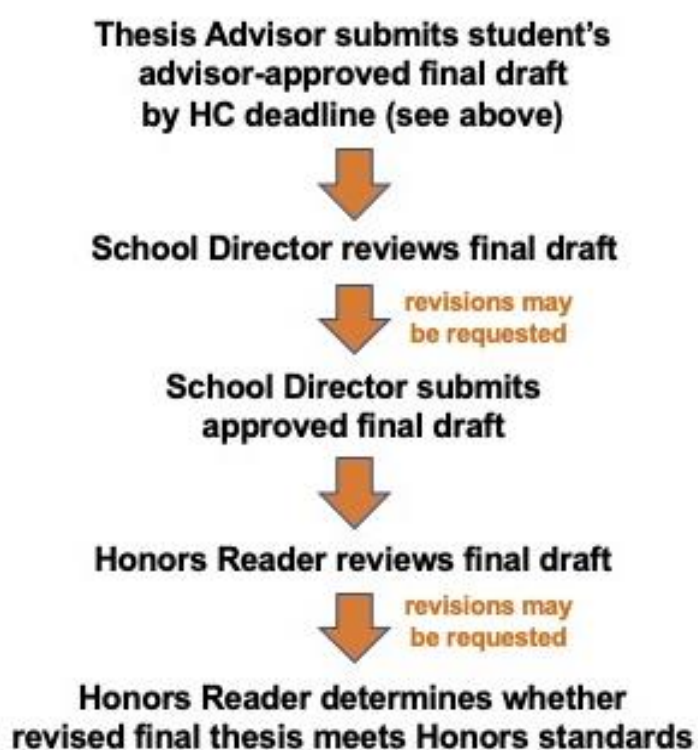 Thesis Advisor submits student's
advisor-approved final draft
by HC deadline (see above)
School Director reviews final draft
revisions may
be requested
School Director submits
approved final draft
Honors Reader reviews final draft
revisions may
be requested
Honors Reader determines whether
revised final thesis meets Honors standards